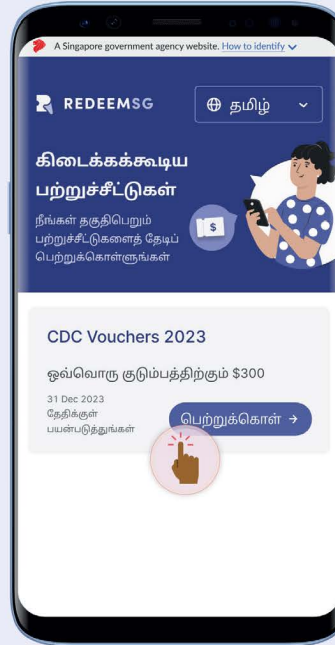 A Singapore government agency website. How to identify
REDEEMSG
தமிழ்
கிடைக்கக்கூடிய
பற்றுச்சீட்டுகள்
நீங்கள் தகுதிபெறும்
பற்றுச்சீட்டுகளைத் தேடிப்
பெற்றுக்கொள்ளுங்கள்
$
CDC Vouchers 2023
ஒவ்வொரு குடும்பத்திற்கும் $300
31 Dec 2023
தேதிக்குள்
பயன்படுத்துங்கள்
பெற்றுக்கொள் →